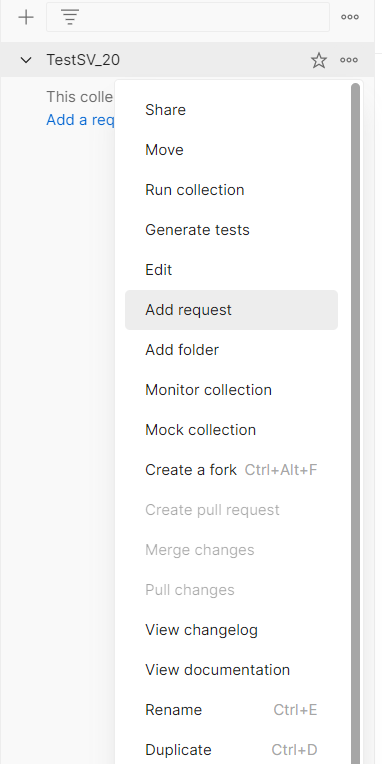 TestSV_20
This colle
Add a req
Share
Move
Run collection
Generate tests
Edit
Add request
Add folder
Monitor collection
Mock collection
Create a fork Ctrl+Alt+F
Create pull request
Merge changes
Pull changes
View changelog
View documentation
Rename Ctrl+E
Duplicate Ctrl+D